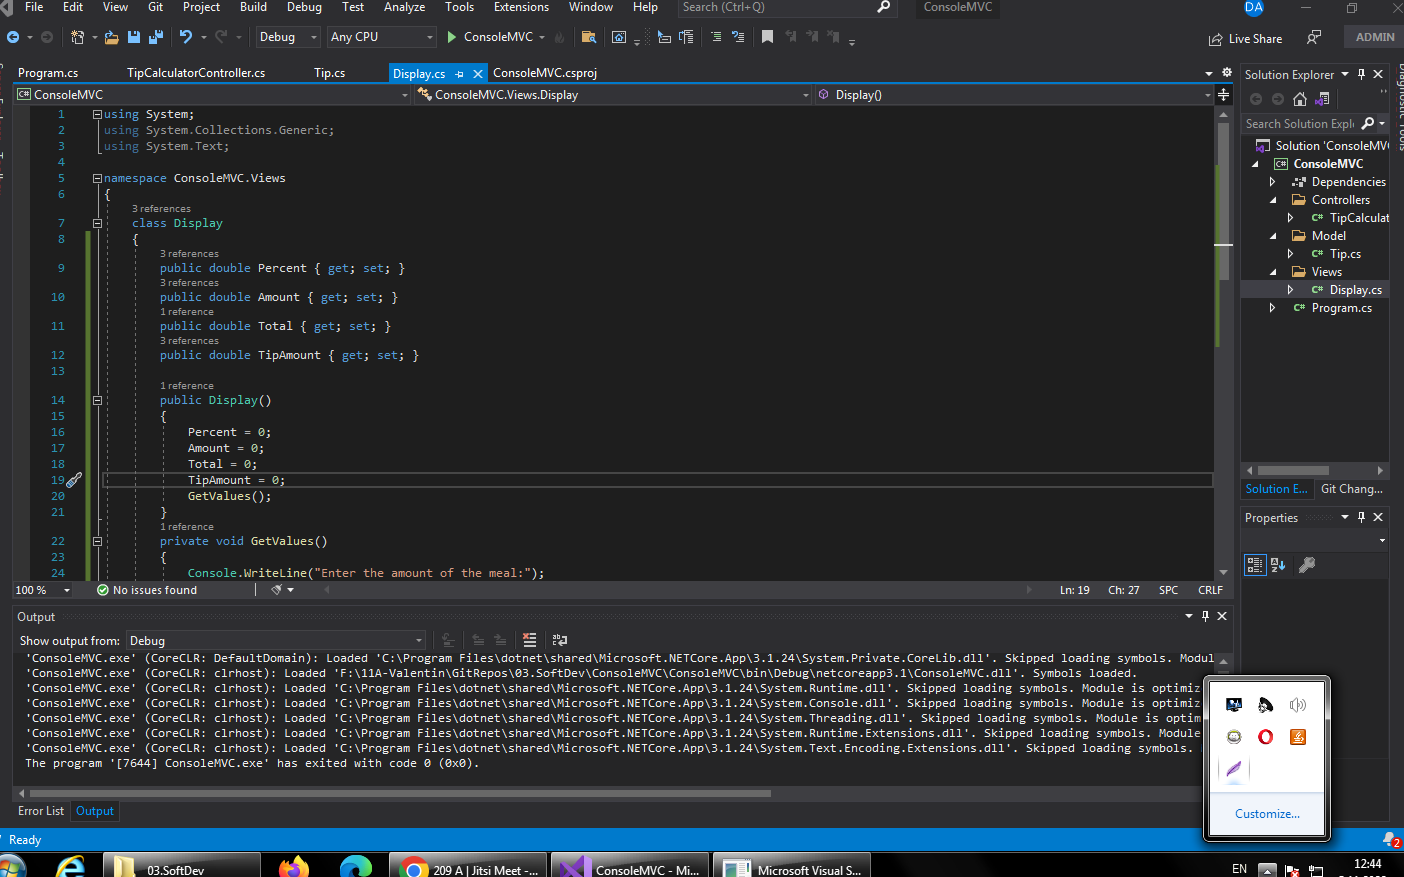 File Edit View Git Project Build Debug Test Analyze Tools Extensions Window Help Search (Ctrl+Q) ConsoleMVC DA
Debug Any CPU ConsoleMVC Live Share ADMIN
Program.cs TipCalculatorController.cs Tip.cs Display.cs ConsoleMVC.csproj
ConsoleMVC ConsoleMVC.Views.Display Display()
1 using System;
2 using System.Collections.Generic;
3 using System.Text;
4
5 namespace ConsoleMVC.Views
6 {
3 references
7 class Display
8 {
3 references
9 public double Percent { get; set; }
3 references
10 public double Amount { get; set; }
1 reference
11 public double Total { get; set; }
3 references
12 public double TipAmount { get; set; }
13
1 reference
14 public Display()
15 {
16 Percent = 0;
17 Amount = 0;
18 Total = 0;
19 TipAmount = 0;
20 GetValues();
21 }
1 reference
22 private void GetValues()
23 {
24 Console.WriteLine("Enter the amount of the meal:");
100 % No issues found Ln: 19 Ch: 27 SPC CRLF
Solution Explorer
Search Solution Expl
Solution 'ConsoleMV
ConsoleMVC
Dependencies
Controllers
C# TipCalculat
Model
C# Tip.cs
Views
C# Display.cs
C# Program.cs
Solution E... Git Chang...
Properties
Output
Show output from: Debug
'ConsoleMVC.exe' (CoreCLR: DefaultDomain): Loaded 'C:\Program Files\dotnet\shared\Microsoft.NETCore.App\3.1.24\System.Private.CoreLib.dll'. Skipped loading symbols. Modul
'ConsoleMVC.exe' (CoreCLR: clrhost): Loaded 'F:\11A-Valentin\GitRepos\03.SoftDev\ConsoleMVC\ConsoleMVC\bin\Debug\netcoreapp3.1\ConsoleMVC.dll'. Symbols loaded.
'ConsoleMVC.exe' (CoreCLR: clrhost): Loaded 'C:\Program Files\dotnet\shared\Microsoft.NETCore.App\3.1.24\System.Runtime.dll'. Skipped loading symbols. Module is optimiz
'ConsoleMVC.exe' (CoreCLR: clrhost): Loaded 'C:\Program Files\dotnet\shared\Microsoft.NETCore.App\3.1.24\System.Console.dll'. Skipped loading symbols. Module is optimiz
'ConsoleMVC.exe' (CoreCLR: clrhost): Loaded 'C:\Program Files\dotnet\shared\Microsoft.NETCore.App\3.1.24\System.Threading.dll'. Skipped loading symbols. Module is optim
'ConsoleMVC.exe' (CoreCLR: clrhost): Loaded 'C:\Program Files\dotnet\shared\Microsoft.NETCore.App\3.1.24\System.Runtime.Extensions.dll'. Skipped loading symbols. Module
'ConsoleMVC.exe' (CoreCLR: clrhost): Loaded 'C:\Program Files\dotnet\shared\Microsoft.NETCore.App\3.1.24\System.Text.Encoding.Extensions.dll'. Skipped loading symbols.
The program '[7644] ConsoleMVC.exe' has exited with code 0 (0x0).
Error List Output
Customize...
Ready 2
03.SoftDev 209 A | Jitsi Meet -... ConsoleMVC - Mi... Microsoft Visual S... EN 12:44